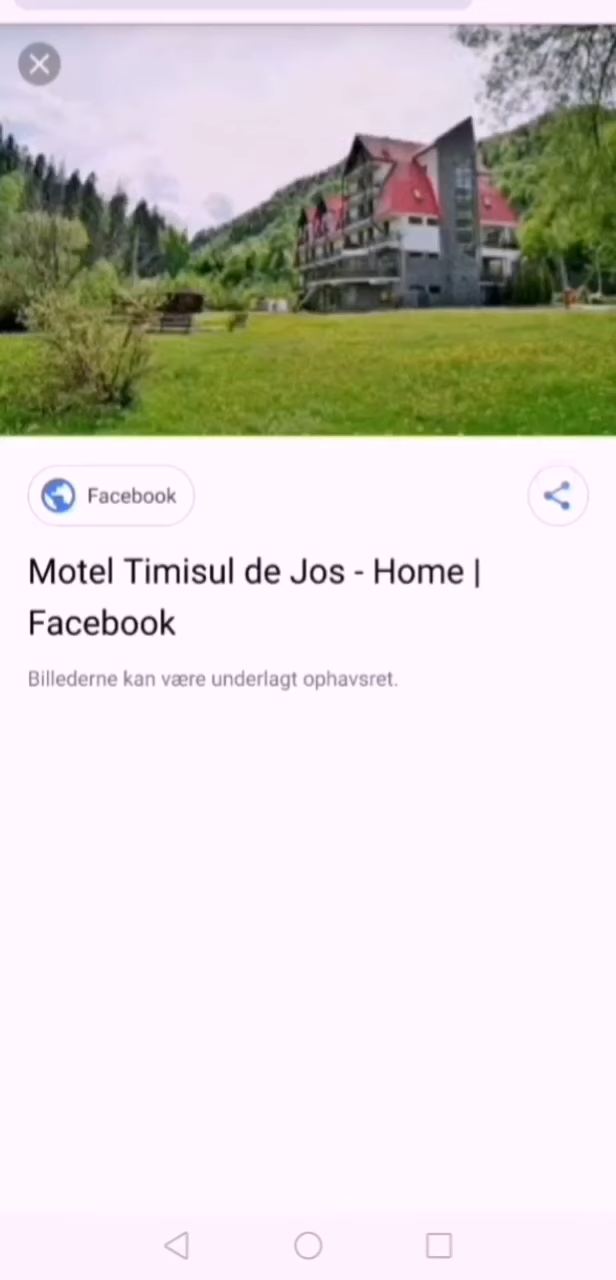 Facebook
Motel Timisul de Jos - Home |
Facebook
Billederne kan være underlagt ophavsret.